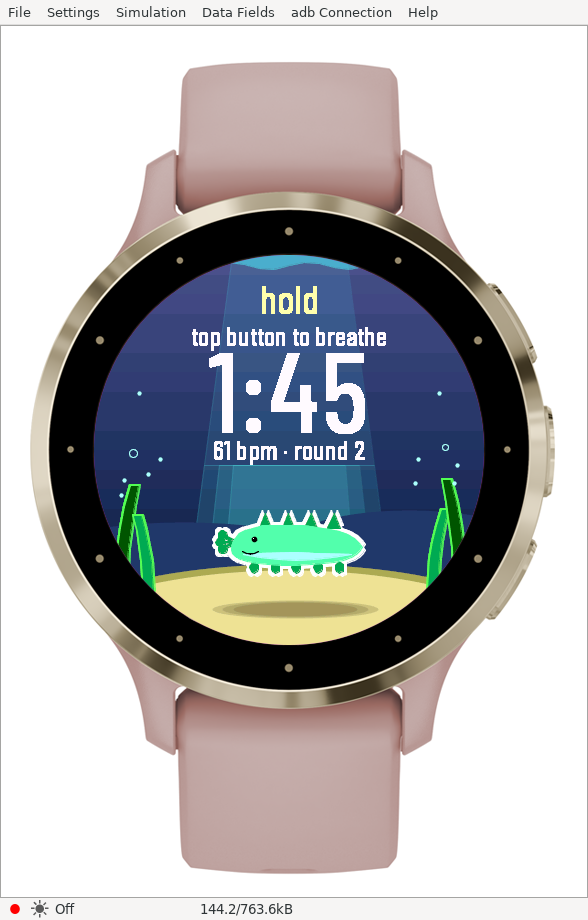 File Settings Simulation Data Fields adb Connection Help
hold
top button to breathe
1:45
61 bpm · round 2
Off 144.2/763.6kB